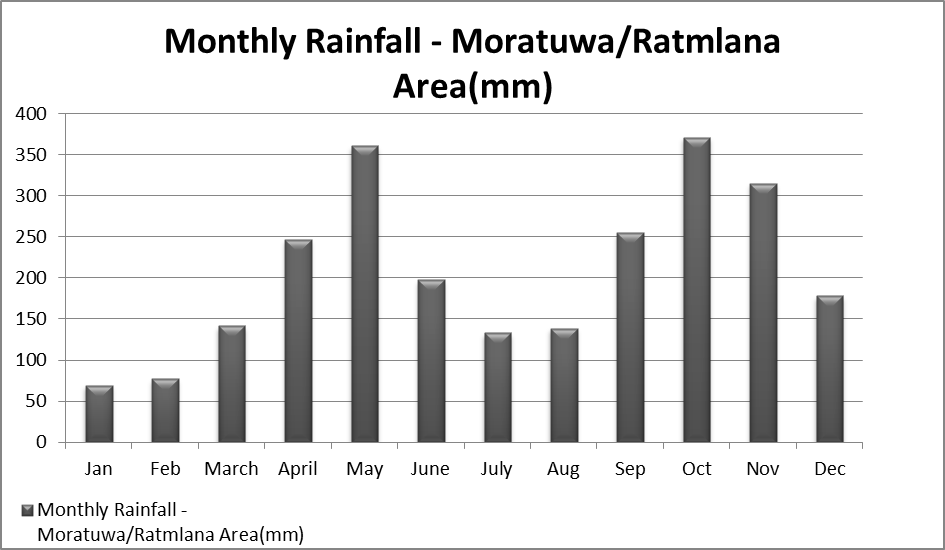 Monthly Rainfall - Moratuwa/Ratmlana
Area(mm)
400
350
300
250
200
150
100
50
0
Jan Feb March April May June July Aug Sep Oct Nov Dec
Monthly Rainfall -
Moratuwa/Ratmlana Area(mm)